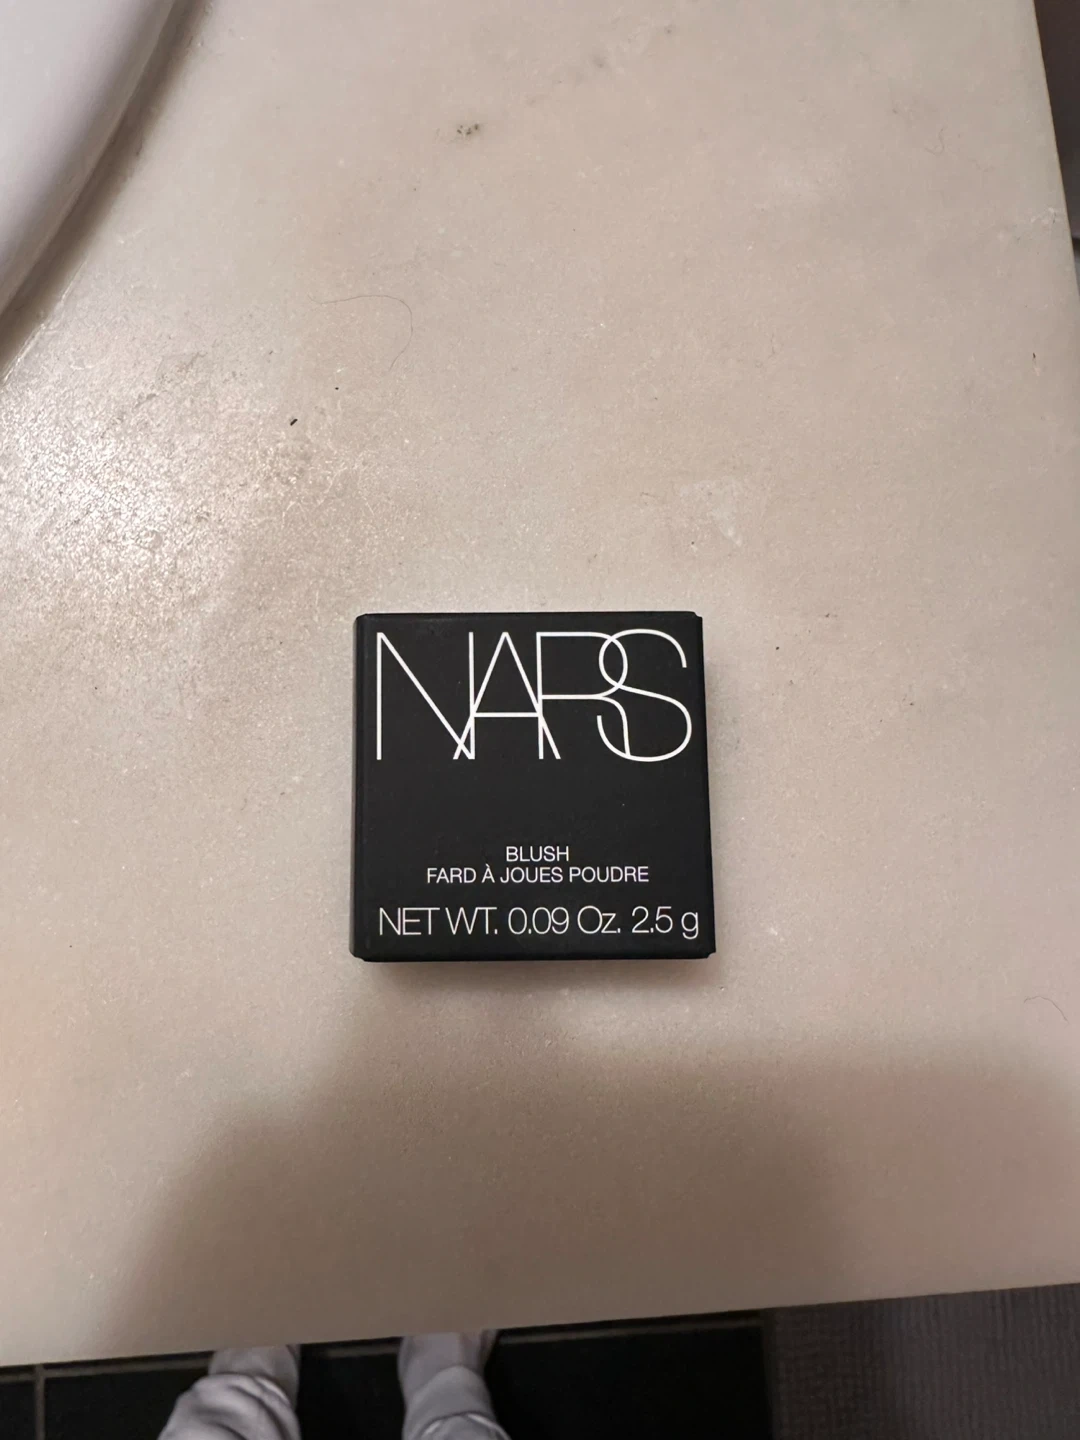 NARS
BLUSH
FARD À JOUES POUDRE
NET WT. 0.09 Oz. 2.5 g